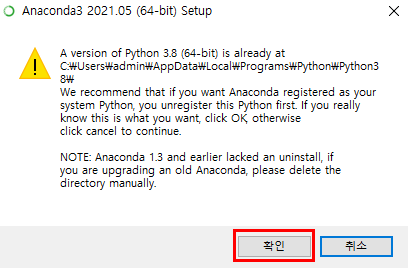 Anaconda3 2021.05 (64-bit) Setup
A version of Python 3.8 (64-bit) is already at
C:₩Users₩admin₩AppData₩Local₩Programs₩Python₩Python3
8₩
We recommend that if you want Anaconda registered as your
system Python, you unregister this Python first. If you really
know this is what you want, click OK, otherwise
click cancel to continue.
NOTE: Anaconda 1.3 and earlier lacked an uninstall, if
you are upgrading an old Anaconda, please delete the
directory manually.
확인
취소